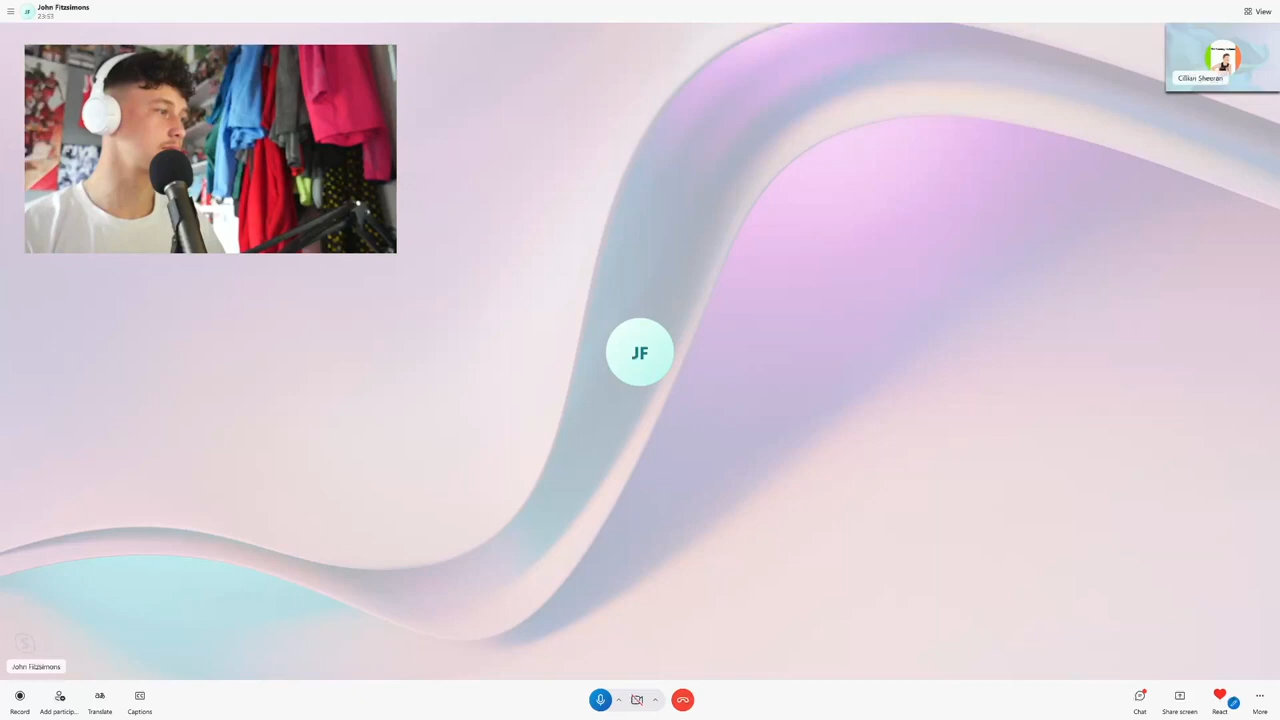 JF
John Fitzsimons
23:53
View
Cillian Sheeran
JF
John Fitzsimons
Record
Add particip...
Translate
Captions
Chat
Share screen
React
More